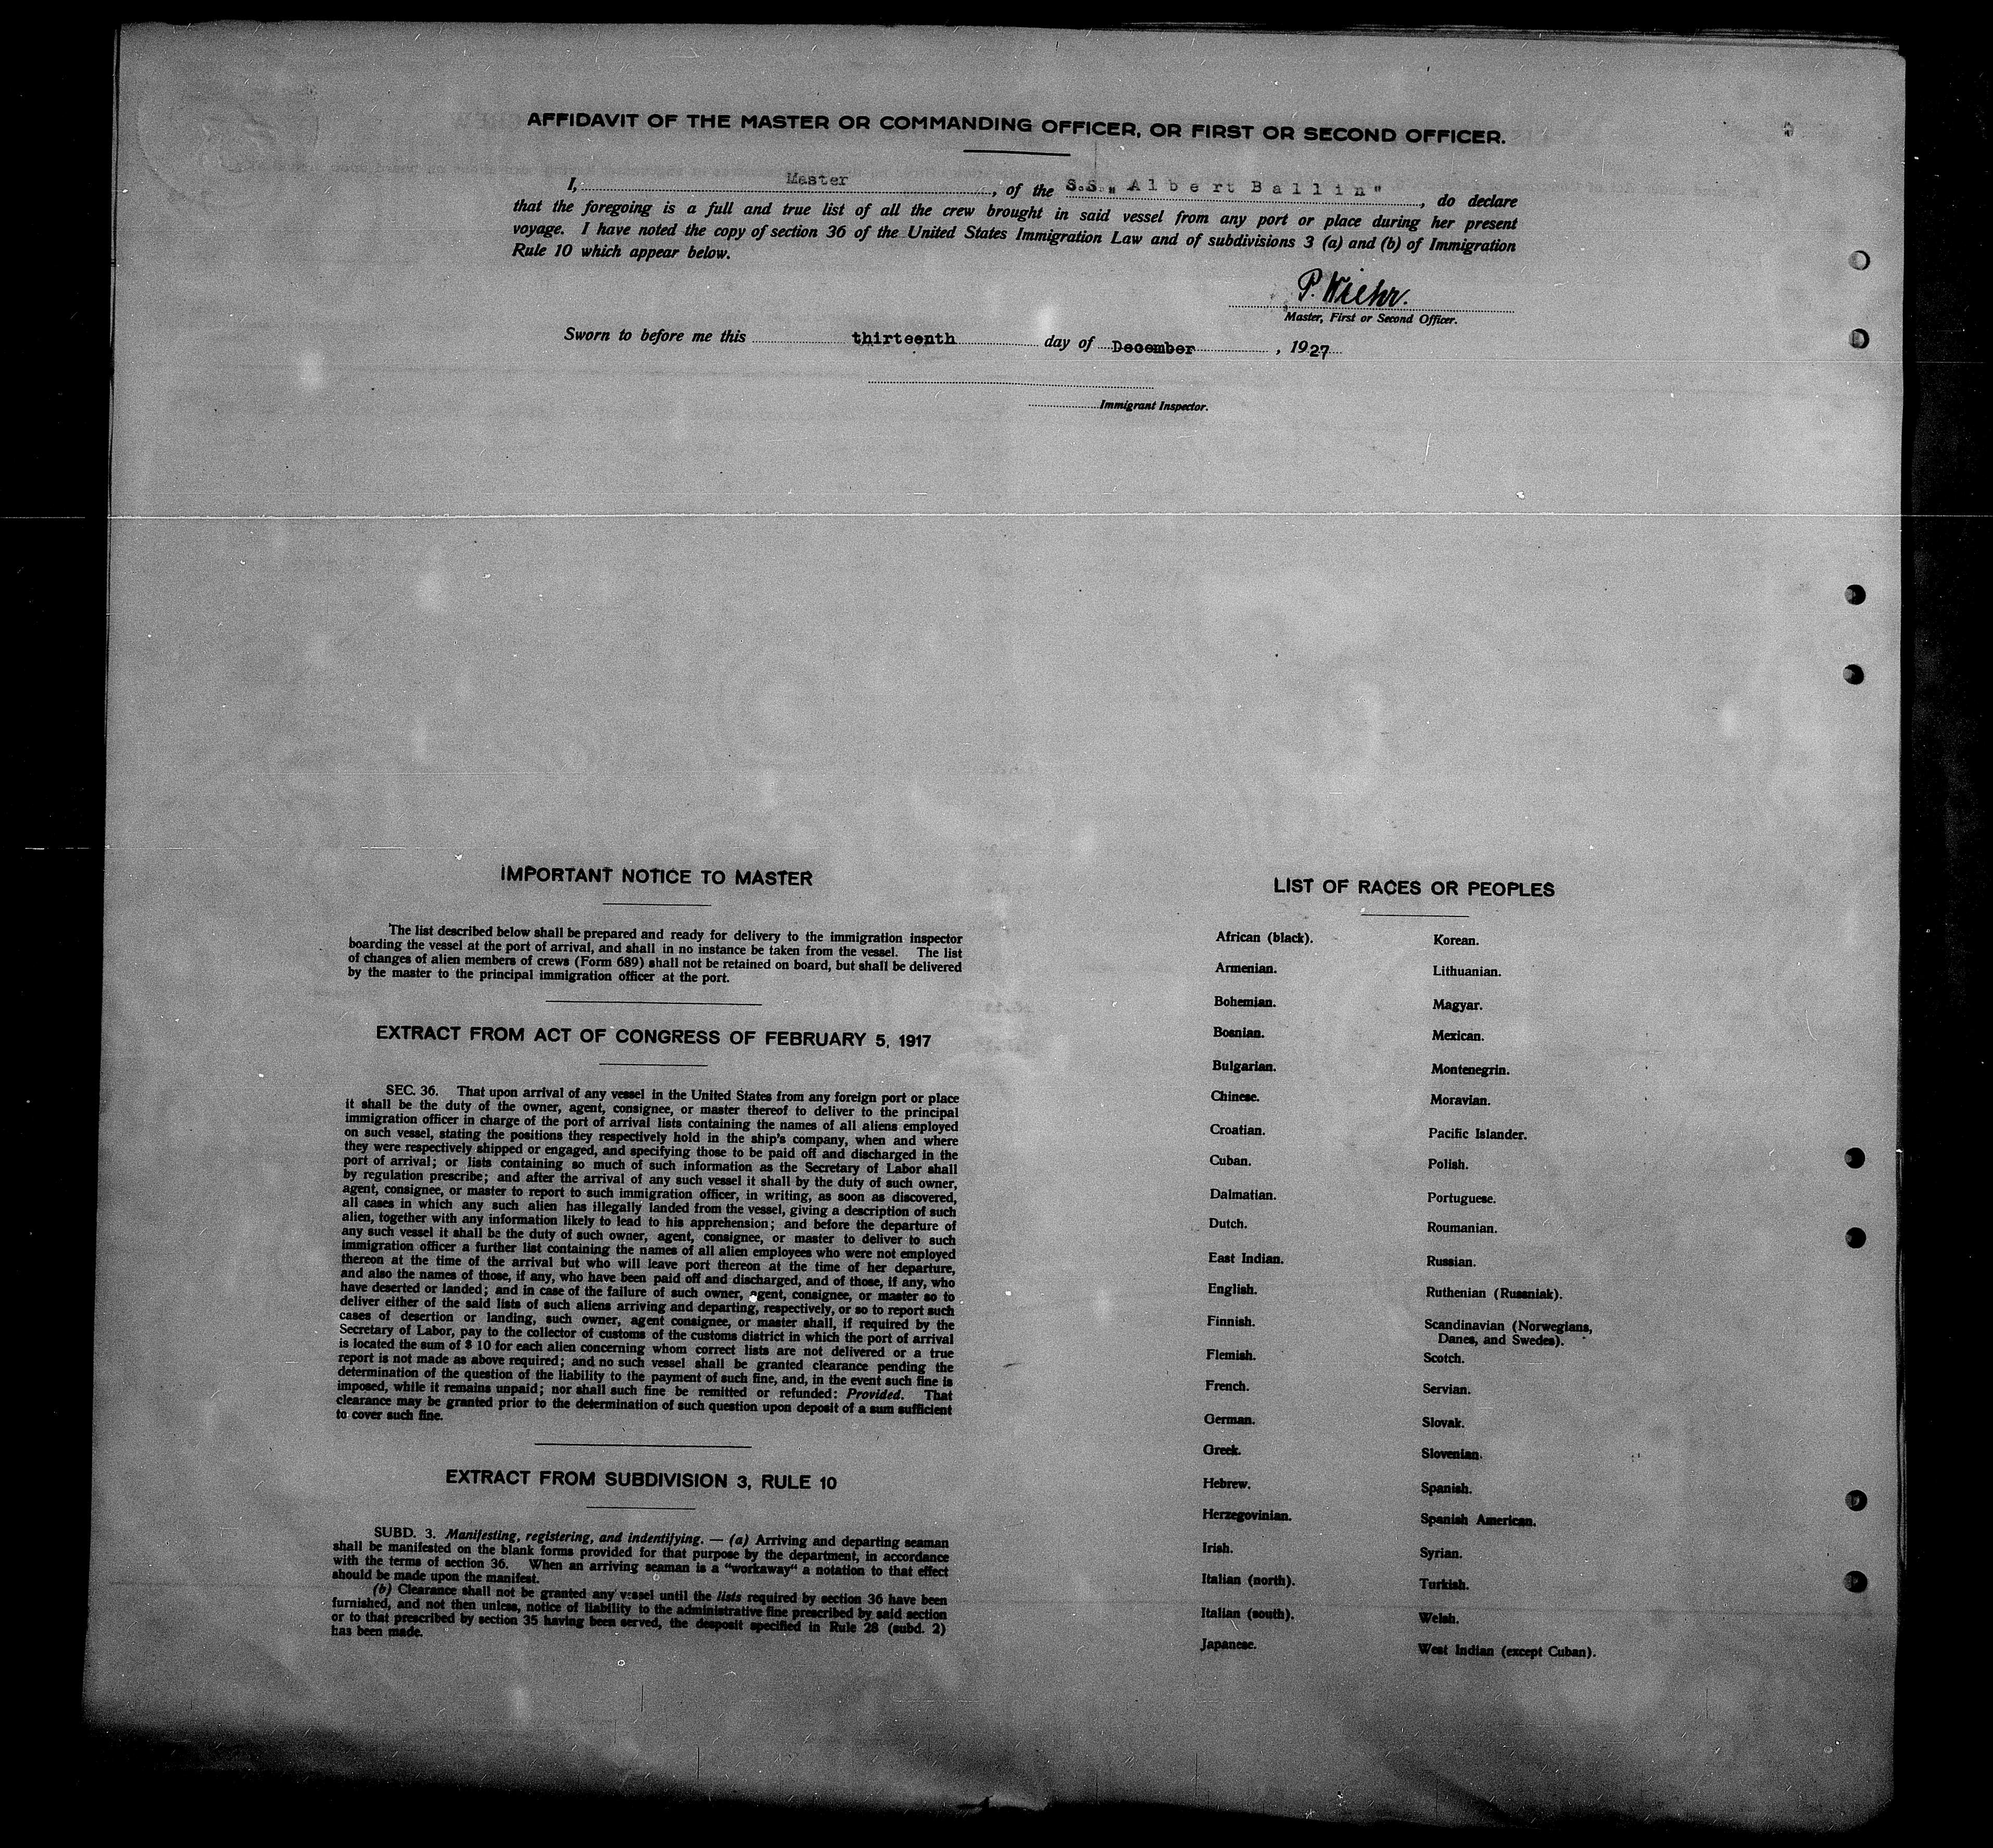 AFFIDAVIT OF THE MASTER OR COMMANDING OFFICER, OR FIRST OR SECOND OFFICER.
I, Master, of the S.S. „ A l b e r t B a l l i n ", do declare
that the foregoing is a full and true list of all the crew brought in said vessel from any port or place during her present
voyage. I have noted the copy of section 36 of the United States Immigration Law and of subdivisions 3 (a) and (b) of Immigration
Rule 10 which appear below.
P. Wiehr.
Master, First or Second Officer.
Sworn to before me this thirteenth day of December, 1927
Immigrant Inspector.
IMPORTANT NOTICE TO MASTER
The list described below shall be prepared and ready for delivery to the immigration inspector
boarding the vessel at the port of arrival, and shall in no instance be taken from the vessel. The list
of changes of alien members of crews (Form 689) shall not be retained on board, but shall be delivered
by the master to the principal immigration officer at the port.
EXTRACT FROM ACT OF CONGRESS OF FEBRUARY 5, 1917
SEC. 36. That upon arrival of any vessel in the United States from any foreign port or place
it shall be the duty of the owner, agent, consignee, or master thereof to deliver to the principal
immigration officer in charge of the port of arrival lists containing the names of all aliens employed
on such vessel, stating the positions they respectively hold in the ship's company, when and where
they were respectively shipped or engaged, and specifying those to be paid off and discharged in the
port of arrival; or lists containing so much of such information as the Secretary of Labor shall
by regulation prescribe; and after the arrival of any such vessel it shall by the duty of such owner,
agent, consignee, or master to report to such immigration officer, in writing, as soon as discovered,
all cases in which any such alien has illegally landed from the vessel, giving a description of such
alien, together with any information likely to lead to his apprehension; and before the departure of
any such vessel it shall be the duty of such owner, agent, consignee, or master to deliver to such
immigration officer a further list containing the names of all alien employees who were not employed
thereon at the time of the arrival but who will leave port thereon at the time of her departure,
and also the names of those, if any, who have been paid off and discharged, and of those, if any, who
have deserted or landed; and in case of the failure of such owner, agent, consignee, or master so to
deliver either of the said lists of such aliens arriving and departing, respectively, or so to report such
cases of desertion or landing, such owner, agent consignee, or master shall, if required by the
Secretary of Labor, pay to the collector of customs of the customs district in which the port of arrival
is located the sum of $ 10 for each alien concerning whom correct lists are not delivered or a true
report is not made as above required; and no such vessel shall be granted clearance pending the
determination of the question of the liability to the payment of such fine, and, in the event such fine is
imposed, while it remains unpaid; nor shall such fine be remitted or refunded: Provided. That
clearance may be granted prior to the determination of such question upon deposit of a sum sufficient
to cover such fine.
EXTRACT FROM SUBDIVISION 3, RULE 10
SUBD. 3. Manifesting, registering, and indentifying. — (a) Arriving and departing seaman
shall be manifested on the blank forms provided for that purpose by the department, in accordance
with the terms of section 36. When an arriving seaman is a "workaway" a notation to that effect
should be made upon the manifest.
(b) Clearance shall not be granted any vessel until the lists required by section 36 have been
furnished, and not then unless, notice of liability to the administrative fine prescribed by said section
or to that prescribed by section 35 having been served, the desposit specified in Rule 28 (subd. 2)
has been made.
LIST OF RACES OR PEOPLES
African (black).
Armenian.
Bohemian.
Bosnian.
Bulgarian.
Chinese.
Croatian.
Cuban.
Dalmatian.
Dutch.
East Indian.
English.
Finnish.
Flemish.
French.
German.
Greek.
Hebrew.
Herzegovinian.
Irish.
Italian (north).
Italian (south).
Japanese.
Korean.
Lithuanian.
Magyar.
Mexican.
Montenegrin.
Moravian.
Pacific Islander.
Polish.
Portuguese.
Roumanian.
Russian.
Ruthenian (Russniak).
Scandinavian (Norwegians,
Danes, and Swedes).
Scotch.
Servian.
Slovak.
Slovenian.
Spanish.
Spanish American.
Syrian.
Turkish.
Welsh.
West Indian (except Cuban).